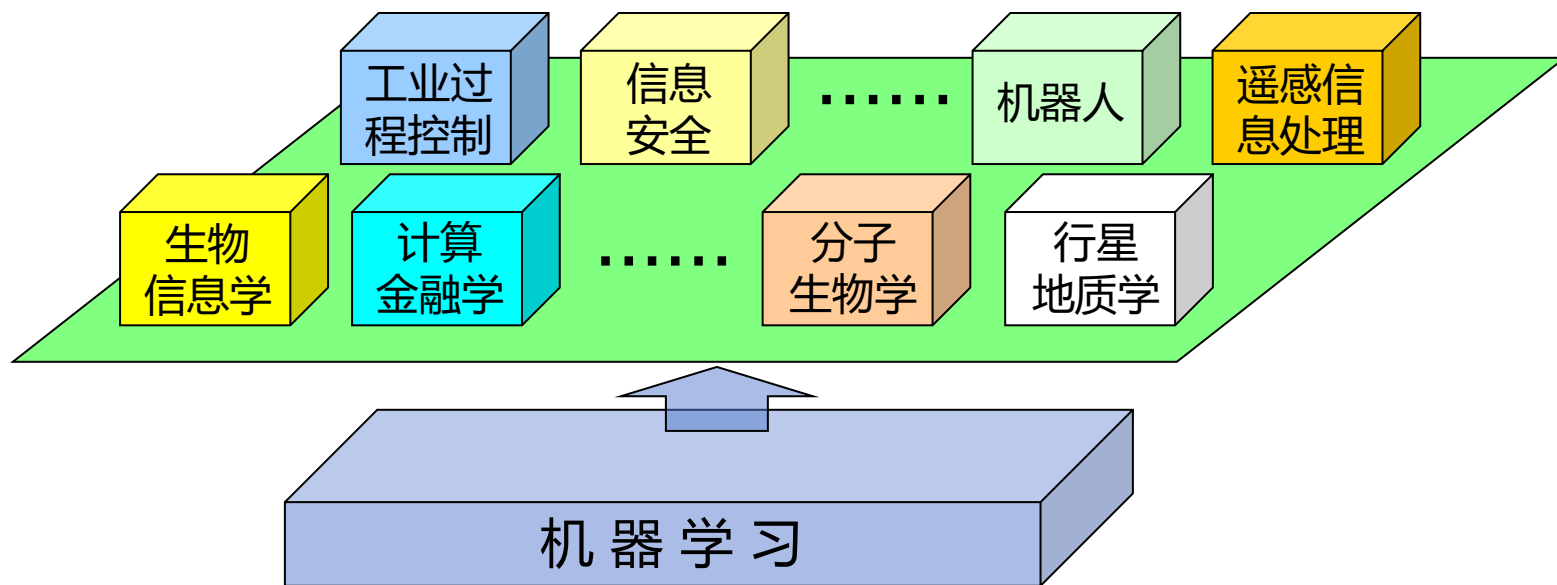 工业过
程控制
信息
安全
……
机器人
遥感信
息处理
生物
信息学
计算
金融学
……
分子
生物学
行星
地质学
机器学习